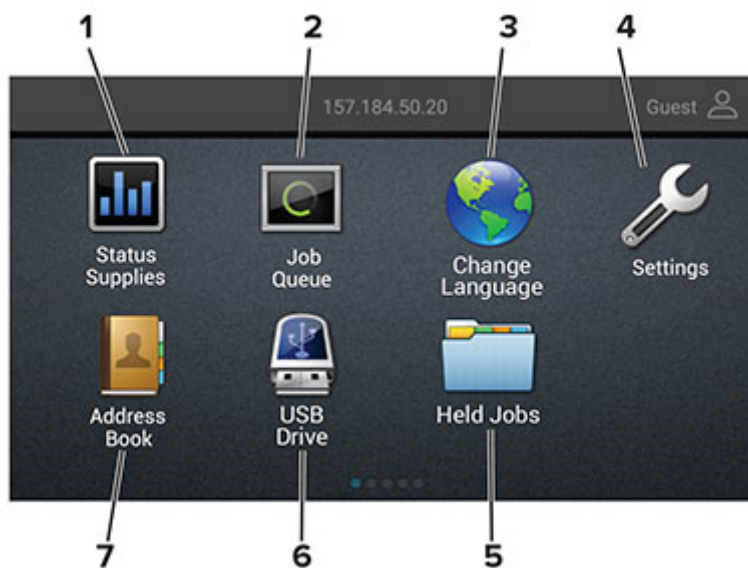 1 2 3 4
157.184.50.20 Guest
Status
Supplies
Job
Queue
Change
Language
Settings
Address
Book
USB
Drive
Held Jobs
7 6 5